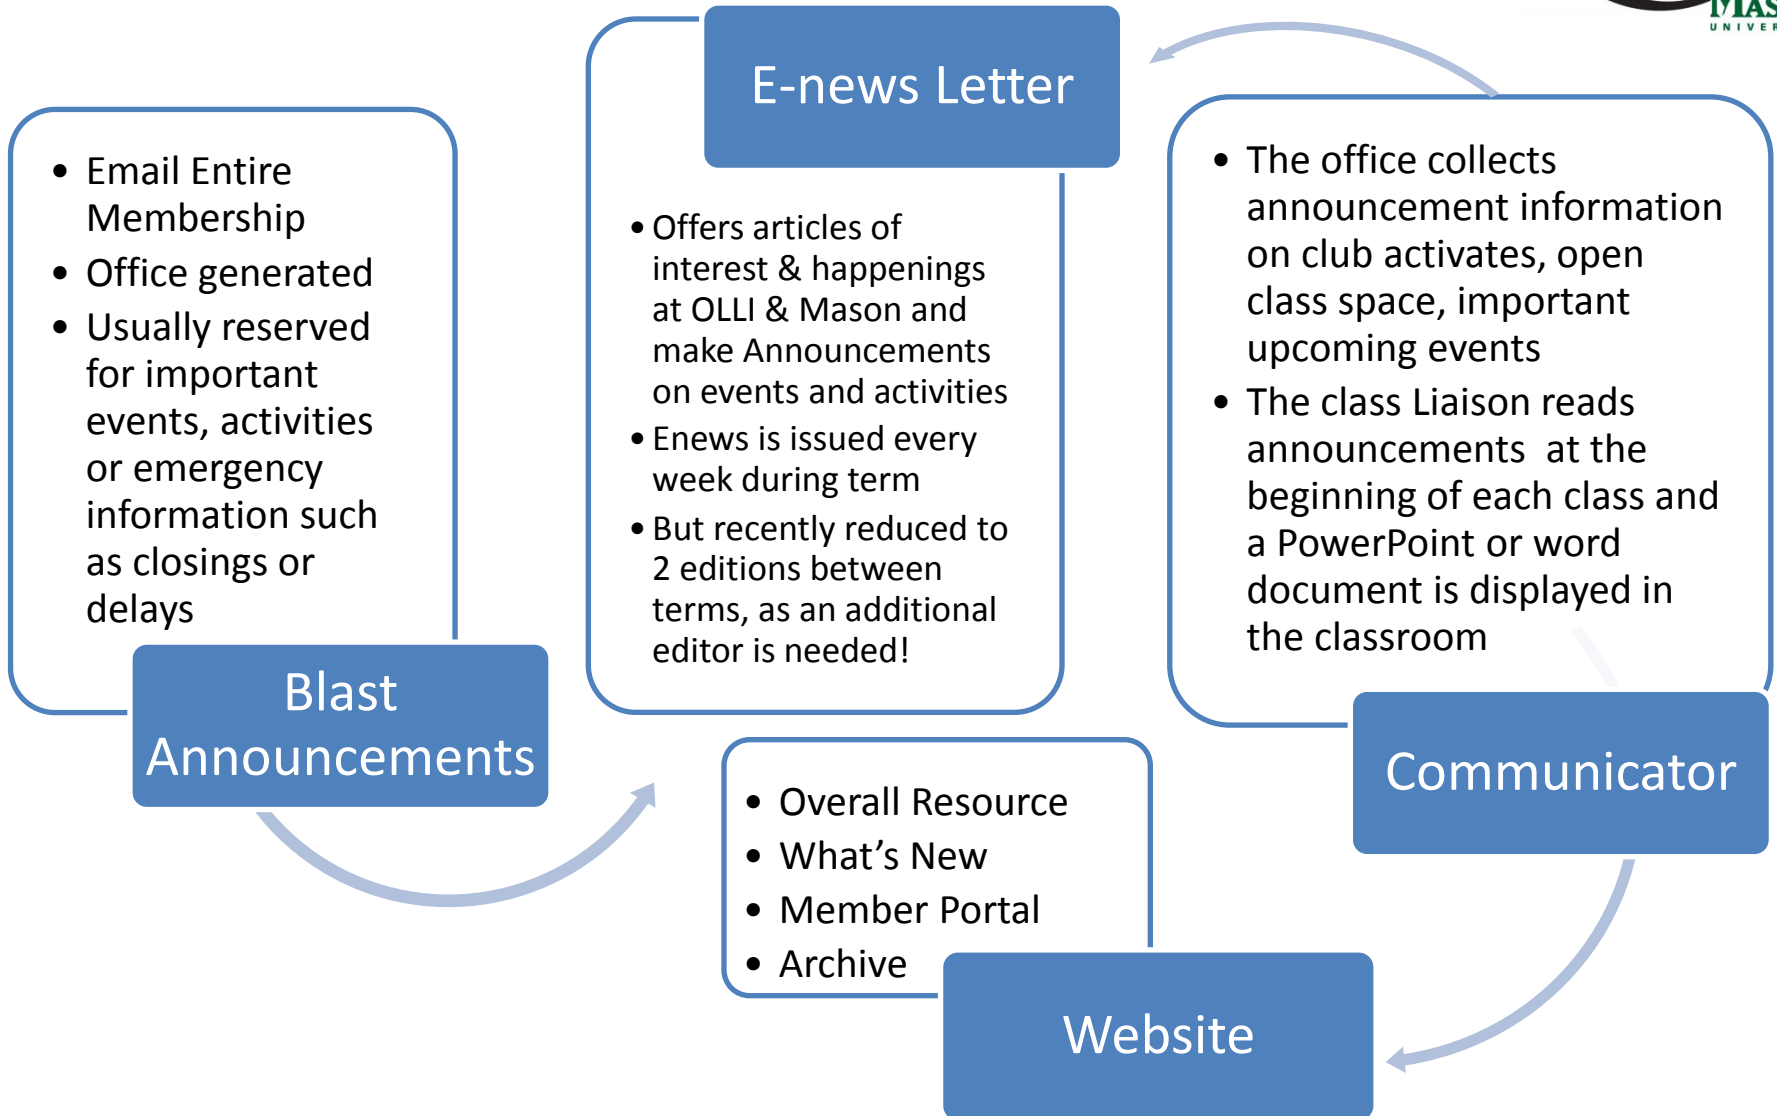 MAS
UNIVER
• Email Entire
Membership
• Office generated
• Usually reserved
for important
events, activities
or emergency
information such
as closings or
delays
Blast
Announcements
E-news Letter
• Offers articles of
interest & happenings
at OLLI & Mason and
make Announcements
on events and activities
• Enews is issued every
week during term
• But recently reduced to
2 editions between
terms, as an additional
editor is needed!
• The office collects
announcement information
on club activates, open
class space, important
upcoming events
• The class Liaison reads
announcements  at the
beginning of each class and
a PowerPoint or word
document is displayed in
the classroom
Communicator
• Overall Resource
• What’s New
• Member Portal
• Archive
Website